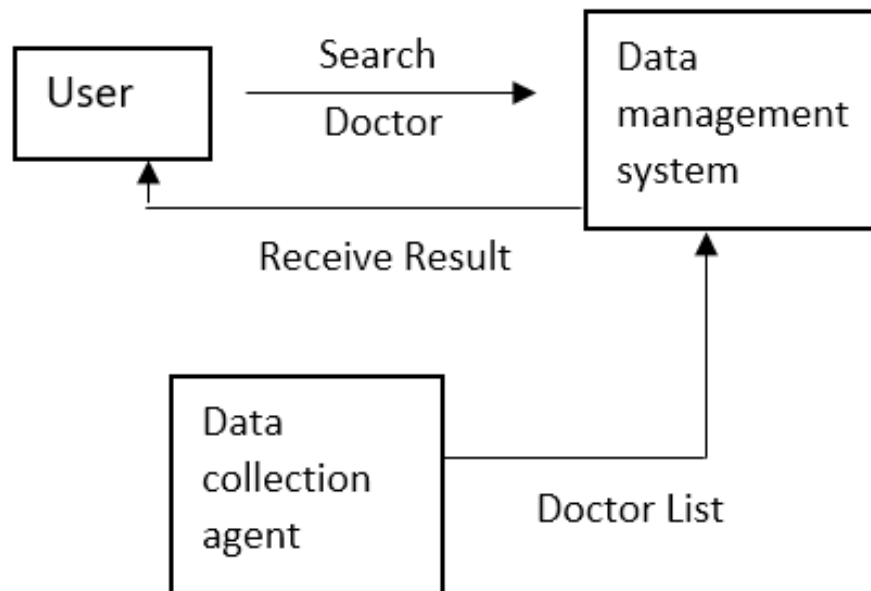 User
Search
Doctor
Data
management
system
Receive Result
Data
collection
agent
Doctor List